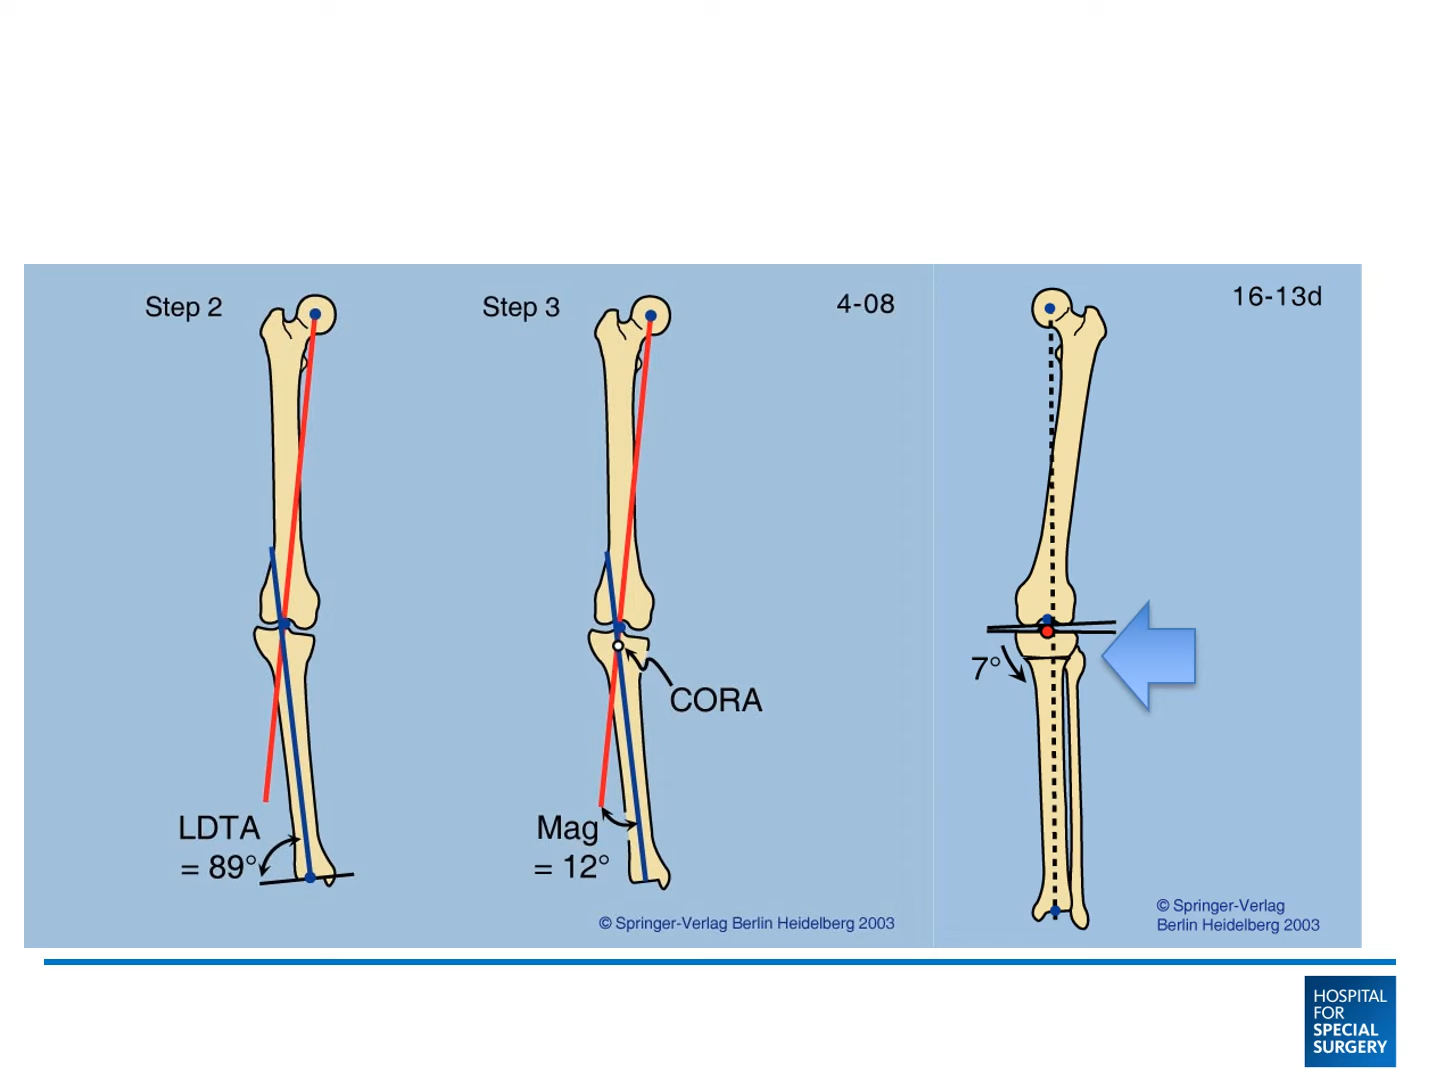 Step 2
LDTA
= 89°
Step 3
4-08
CORA
Mag
= 12°
© Springer-Verlag Berlin Heidelberg 2003
16-13d
7°
© Springer-Verlag
Berlin Heidelberg 2003
HOSPITAL
FOR
SPECIAL
SURGERY